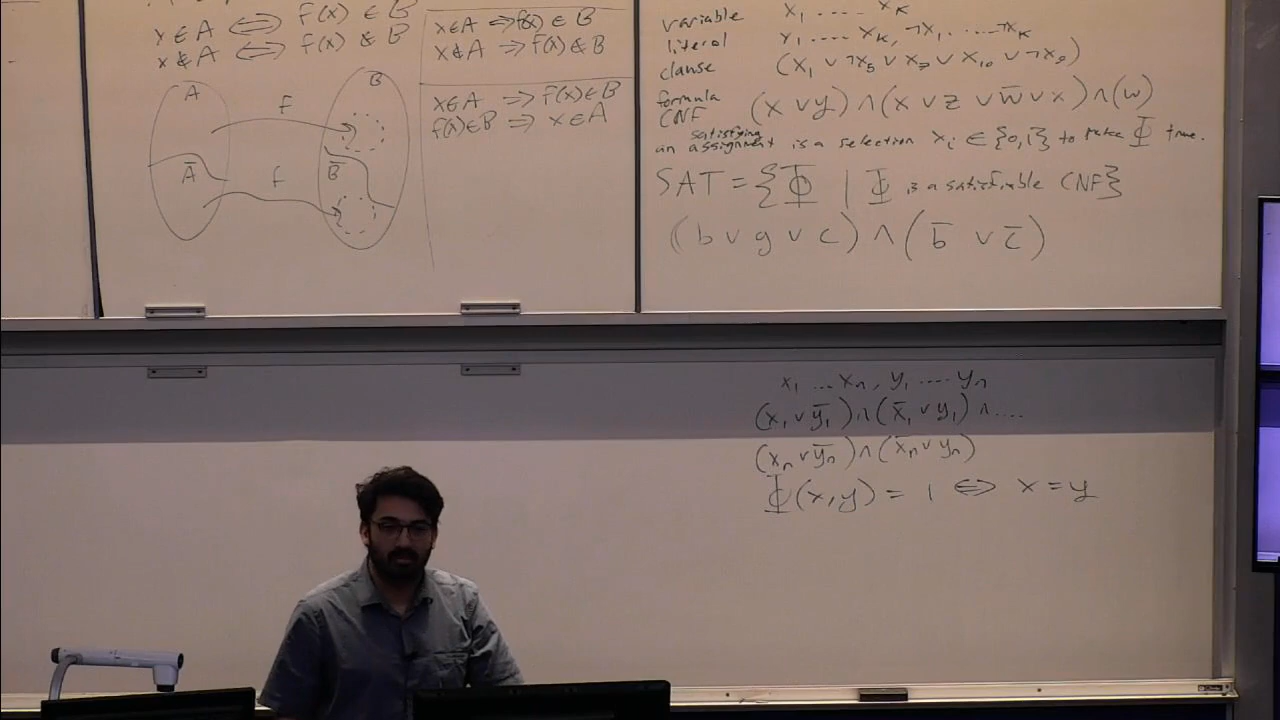 x ∈ A ⟺ f(x) ∈ B
x ∉ A ⟺ f(x) ∉ B
A
f
B
Ā
f
B̄
x ∈ A ⟹ f(x) ∈ B
x ∉ A ⟹ f(x) ∉ B
x ∈ A ⟹ f(x) ∈ B
f(x) ∈ B ⟹ x ∈ A
variable x₁ ..... xₖ
literal x₁ ..... xₖ, ¬x₁ ..... ¬xₖ
clause (x₁ ∨ ¬x₅ ∨ x₇ ∨ x₁₀ ∨ ¬x₉)
formula
CNF (x ∨ y) ∧ (x ∨ z ∨ w̄ ∨ x) ∧ (w)
satisfying
an assignment is a selection xᵢ ∈ {0,1} to make Φ true.
SAT = {Φ | Φ is a satisfiable CNF}
(b ∨ g ∨ c) ∧ (b̄ ∨ c̄)
x₁ ... xₙ, y₁ .... yₙ
(x₁ ∨ ȳ₁) ∧ (x̄₁ ∨ y₁) ∧ ....
(xₙ ∨ ȳₙ) ∧ (x̄ₙ ∨ yₙ)
Φ(x,y) = 1 ⟺ x = y